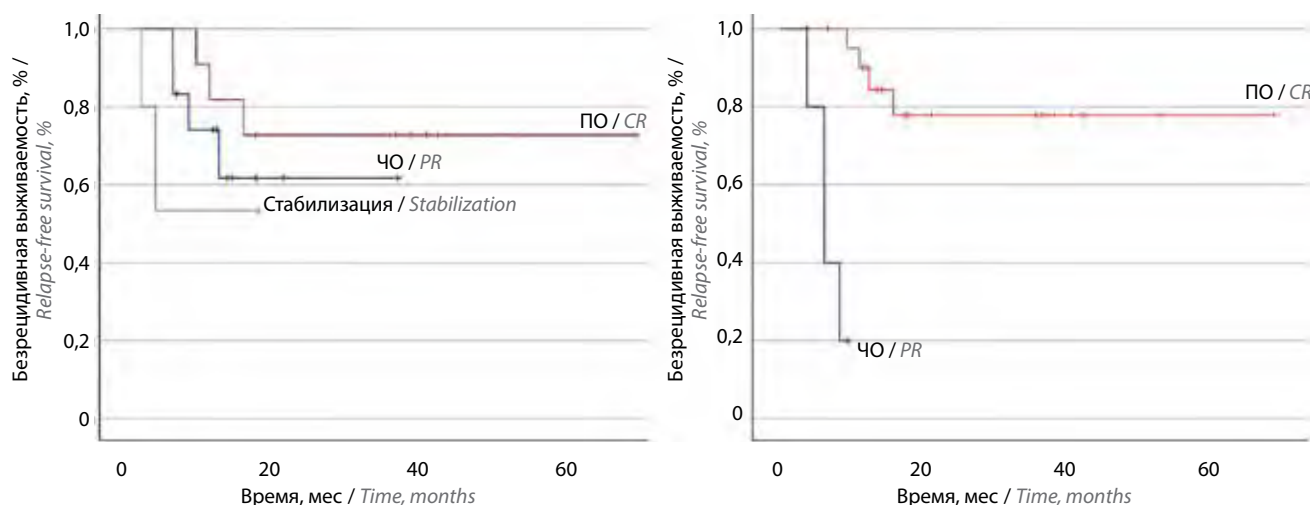 Безрецидивная выживаемость, % /
Relapse-free survival, %
1,0
0,8
0,6
0,4
0,2
0
ПО / CR
ЧО / PR
Стабилизация / Stabilization
0 20 40 60
Время, мес / Time, months
Безрецидивная выживаемость, % /
Relapse-free survival, %
1,0
0,8
0,6
0,4
0,2
0
ПО / CR
ЧО / PR
0 20 40 60
Время, мес / Time, months